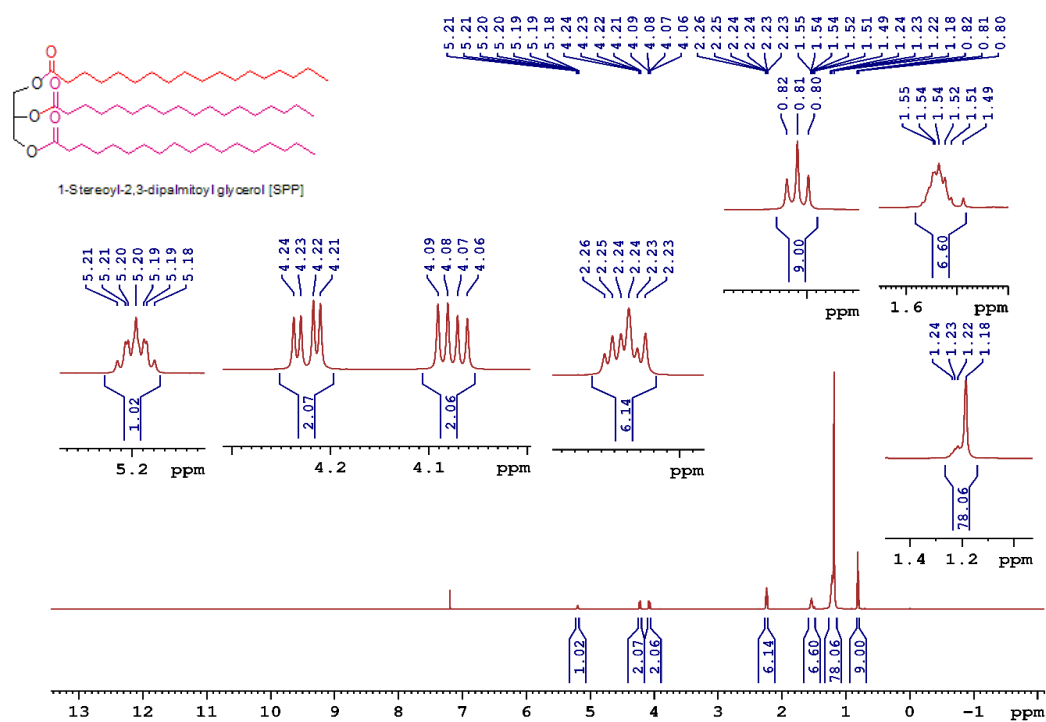 5.21 5.21 5.20 5.20 5.19 5.19 5.18 4.24 4.23 4.22 4.21 4.09 4.08 4.07 4.06 2.26 2.25 2.24 2.24 2.23 2.23 1.55 1.54 1.54 1.52 1.51 1.49 1.24 1.23 1.22 1.18 0.82 0.81 0.80
O
O
O
O
O
O
1-Stereoyl-2,3-dipalmitoyl glycerol [SPP]
0.82 0.81 0.80
9.00
ppm
1.55 1.54 1.54 1.52 1.51 1.49
6.60
1.6 ppm
5.21 5.21 5.20 5.20 5.19 5.19 5.18
1.02
5.2 ppm
4.24 4.23 4.22 4.21
2.07
4.09 4.08 4.07 4.06
2.06
4.2 4.1 ppm
2.26 2.25 2.24 2.24 2.23 2.23
6.14
ppm
1.24 1.23 1.22 1.18
78.06
1.4 1.2 ppm
1.02 2.07 2.06 6.14 6.60 78.06 9.00
13 12 11 10 9 8 7 6 5 4 3 2 1 0 -1 ppm